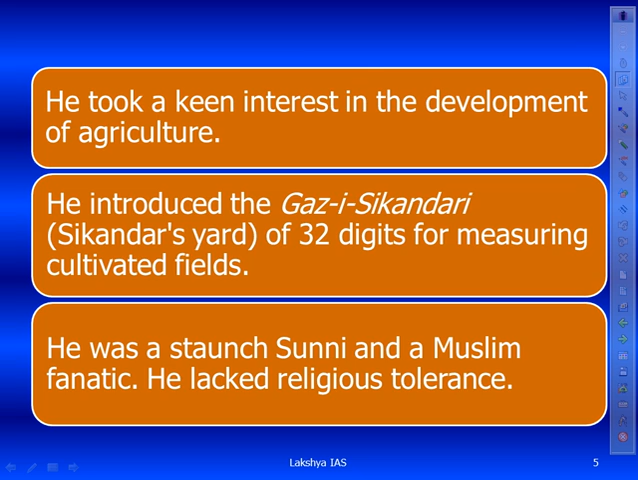 He took a keen interest in the development
of agriculture.
He introduced the Gaz-i-Sikandari
(Sikandar's yard) of 32 digits for measuring
cultivated fields.
He was a staunch Sunni and a Muslim
fanatic. He lacked religious tolerance.
Lakshya IAS
5